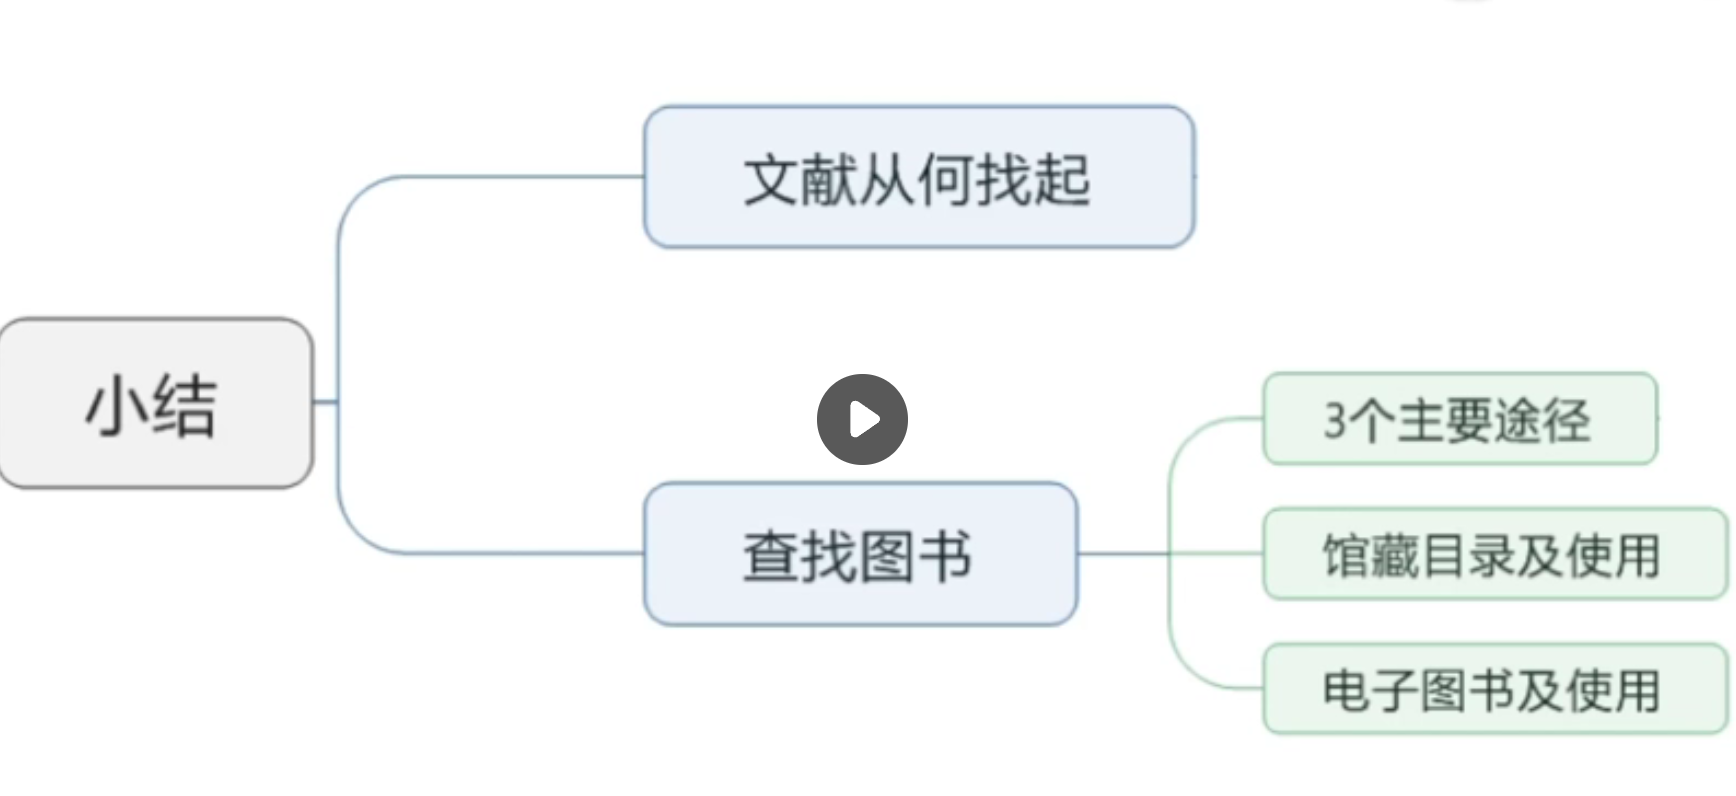 小结
文献从何找起
查找图书
3个主要途径
馆藏目录及使用
电子图书及使用